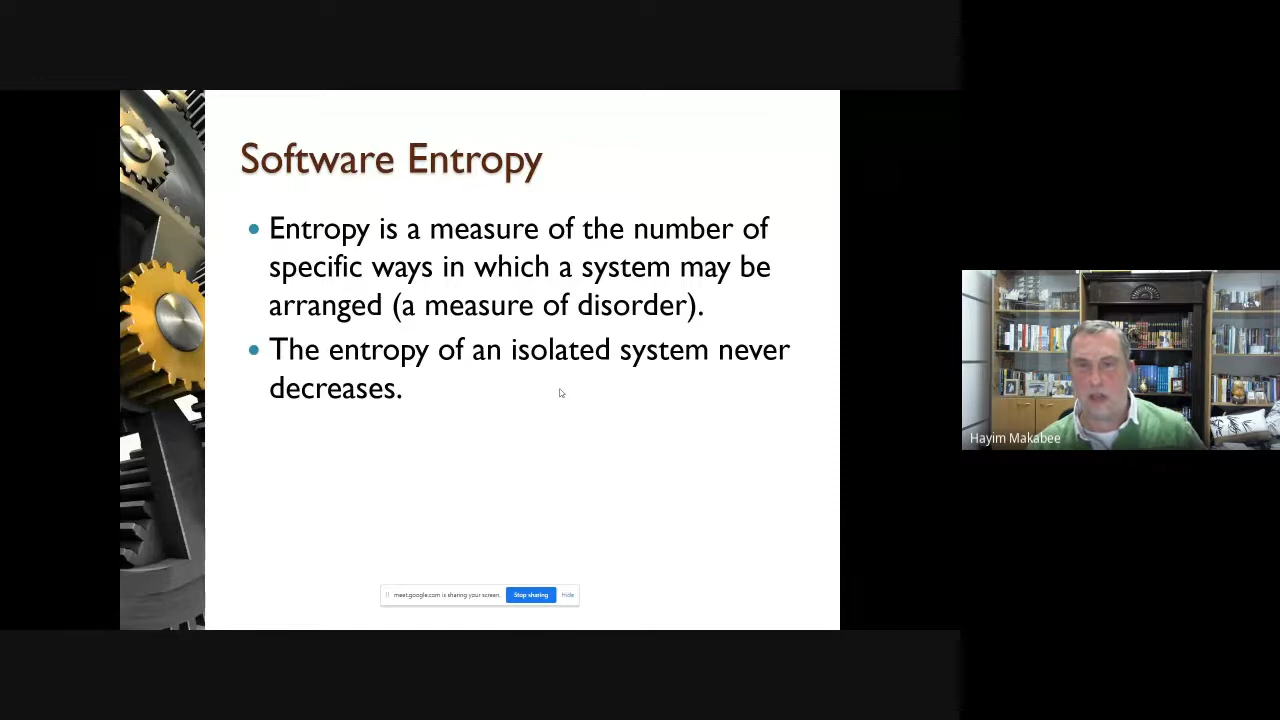 Software Entropy
• Entropy is a measure of the number of
specific ways in which a system may be
arranged (a measure of disorder).
• The entropy of an isolated system never
decreases.
meet.google.com is sharing your screen.
Stop sharing
Hide
Hayim Makabee